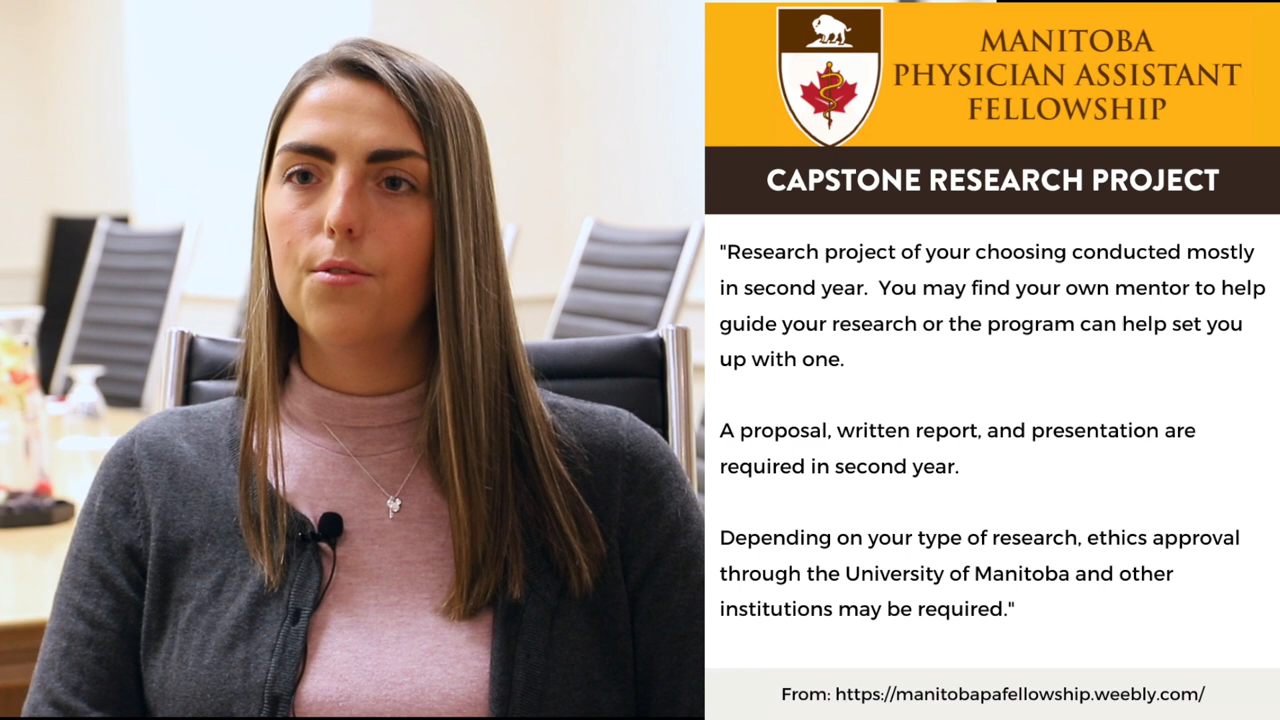 MANITOBA
PHYSICIAN ASSISTANT
FELLOWSHIP
CAPSTONE RESEARCH PROJECT
"Research project of your choosing conducted mostly
in second year.  You may find your own mentor to help
guide your research or the program can help set you
up with one.
A proposal, written report, and presentation are
required in second year.
Depending on your type of research, ethics approval
through the University of Manitoba and other
institutions may be required."
From: https://manitobapafellowship.weebly.com/